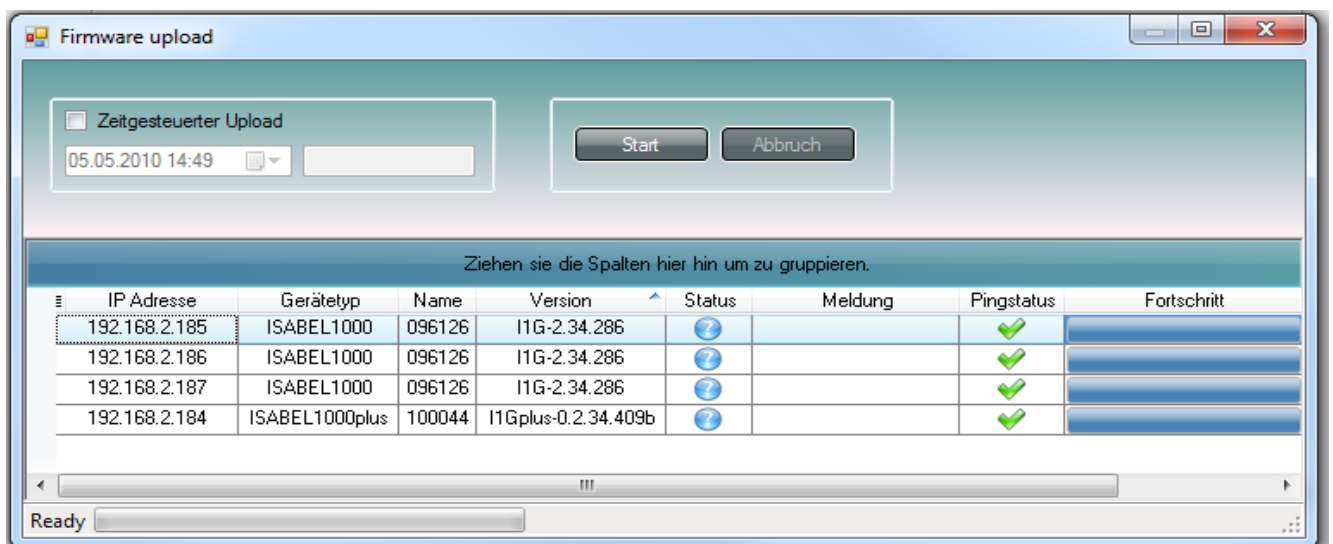 Firmware upload
Zeitgesteuerter Upload
05.05.2010 14:49
Start Abbruch
Ziehen sie die Spalten hier hin um zu gruppieren.
IP Adresse Gerätetyp Name Version Status Meldung Pingstatus Fortschritt
192.168.2.185 ISABEL1000 096126 I1G-2.34.286
192.168.2.186 ISABEL1000 096126 I1G-2.34.286
192.168.2.187 ISABEL1000 096126 I1G-2.34.286
192.168.2.184 ISABEL1000plus 100044 I1Gplus-0.2.34.409b
Ready